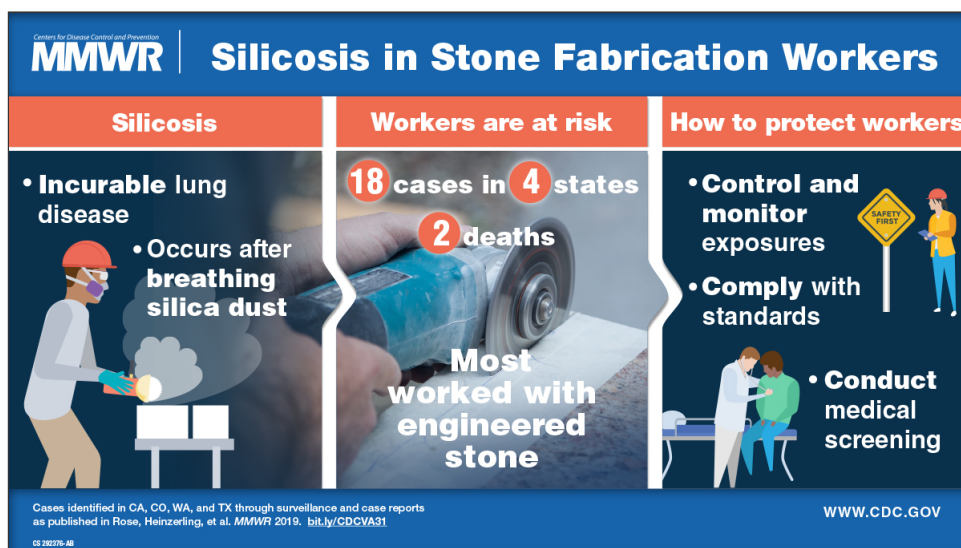 Centers for Disease Control and Prevention
MMWR
Silicosis in Stone Fabrication Workers
Silicosis
• Incurable lung
disease
• Occurs after
breathing
silica dust
Workers are at risk
18 cases in 4 states
2 deaths
Most
worked with
engineered
stone
How to protect workers
• Control and
monitor
exposures
SAFETY
FIRST
• Comply with
standards
• Conduct
medical
screening
Cases identified in CA, CO, WA, and TX through surveillance and case reports
as published in Rose, Heinzerling, et al. MMWR 2019. bit.ly/CDCVA31
WWW.CDC.GOV
CS 292376-AB